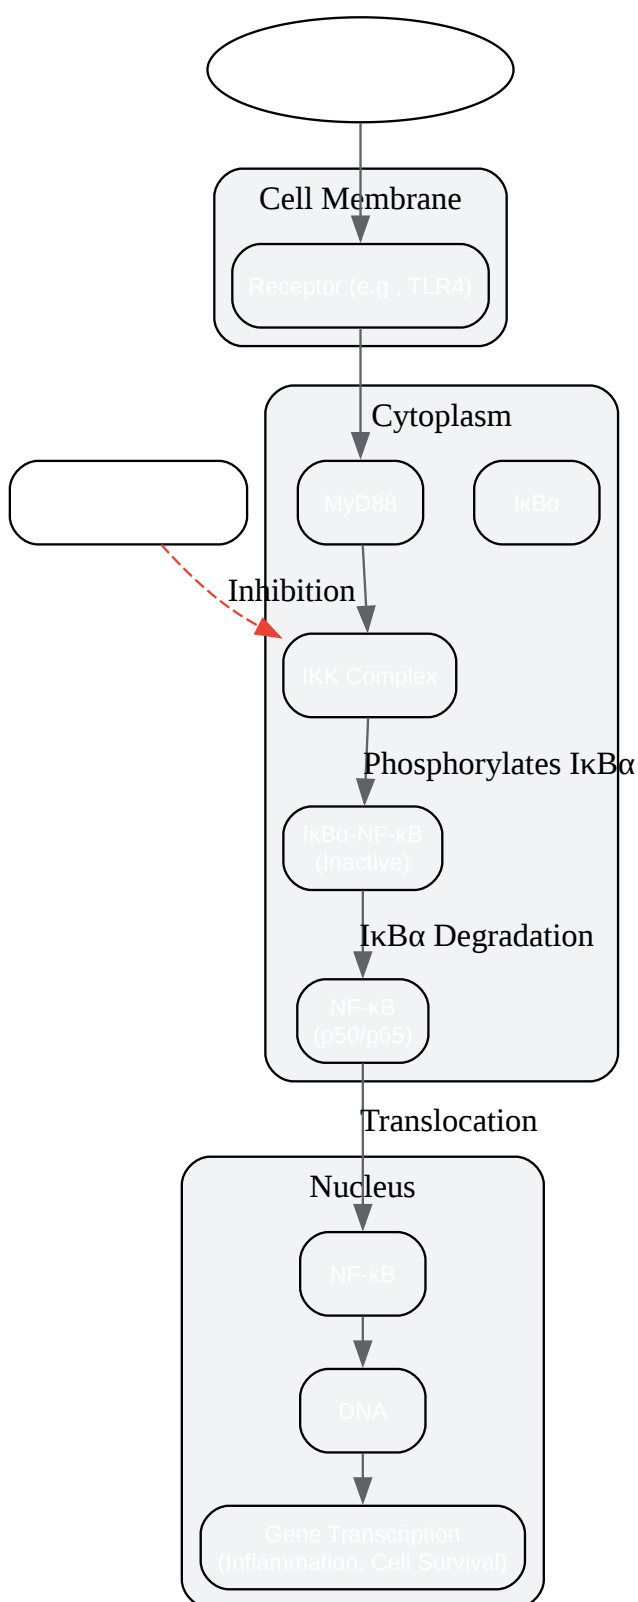 Cell Membrane
Receptor (e.g., TLR4)
Cytoplasm
MyD88
IκBα
Inhibition
IKK Complex
Phosphorylates IκBα
IκBα-NF-κB
(Inactive)
IκBα Degradation
NF-κB
(p50/p65)
Translocation
Nucleus
NF-κB
DNA
Gene Transcription
(Inflammation, Cell Survival)